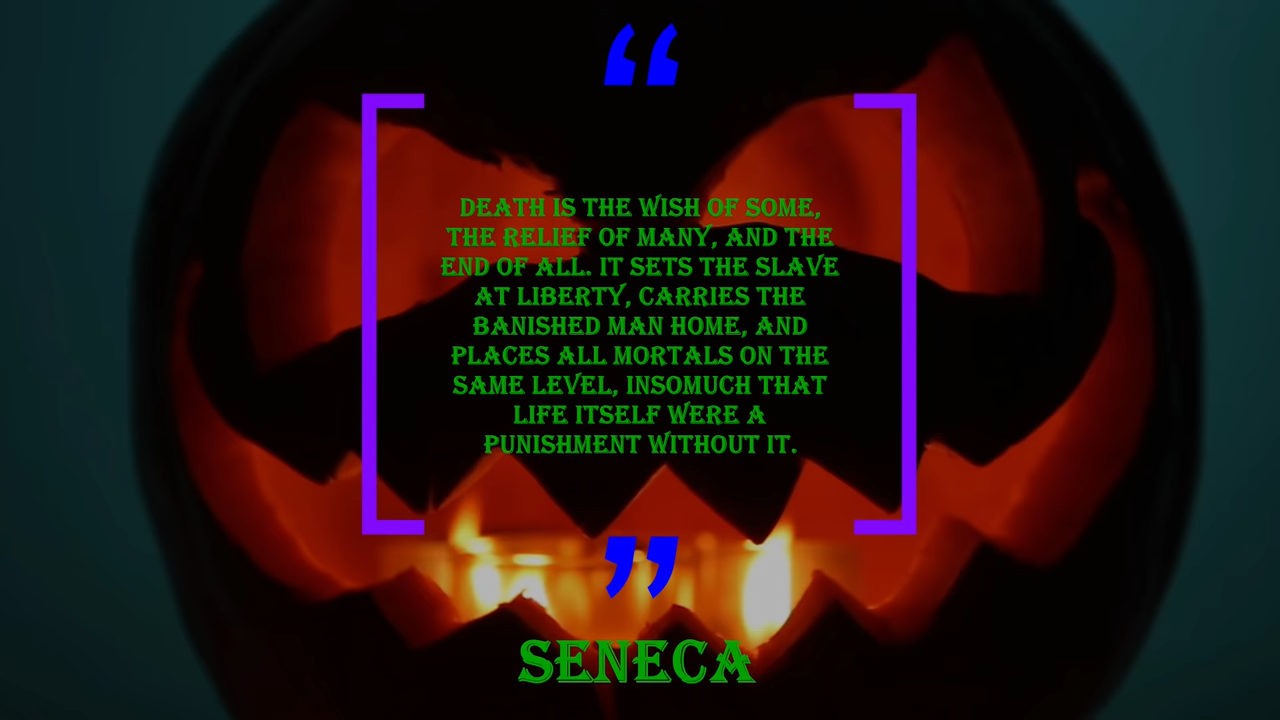 “
DEATH IS THE WISH OF SOME,
THE RELIEF OF MANY, AND THE
END OF ALL. IT SETS THE SLAVE
AT LIBERTY, CARRIES THE
BANISHED MAN HOME, AND
PLACES ALL MORTALS ON THE
SAME LEVEL, INSOMUCH THAT
LIFE ITSELF WERE A
PUNISHMENT WITHOUT IT.
”
SENECA